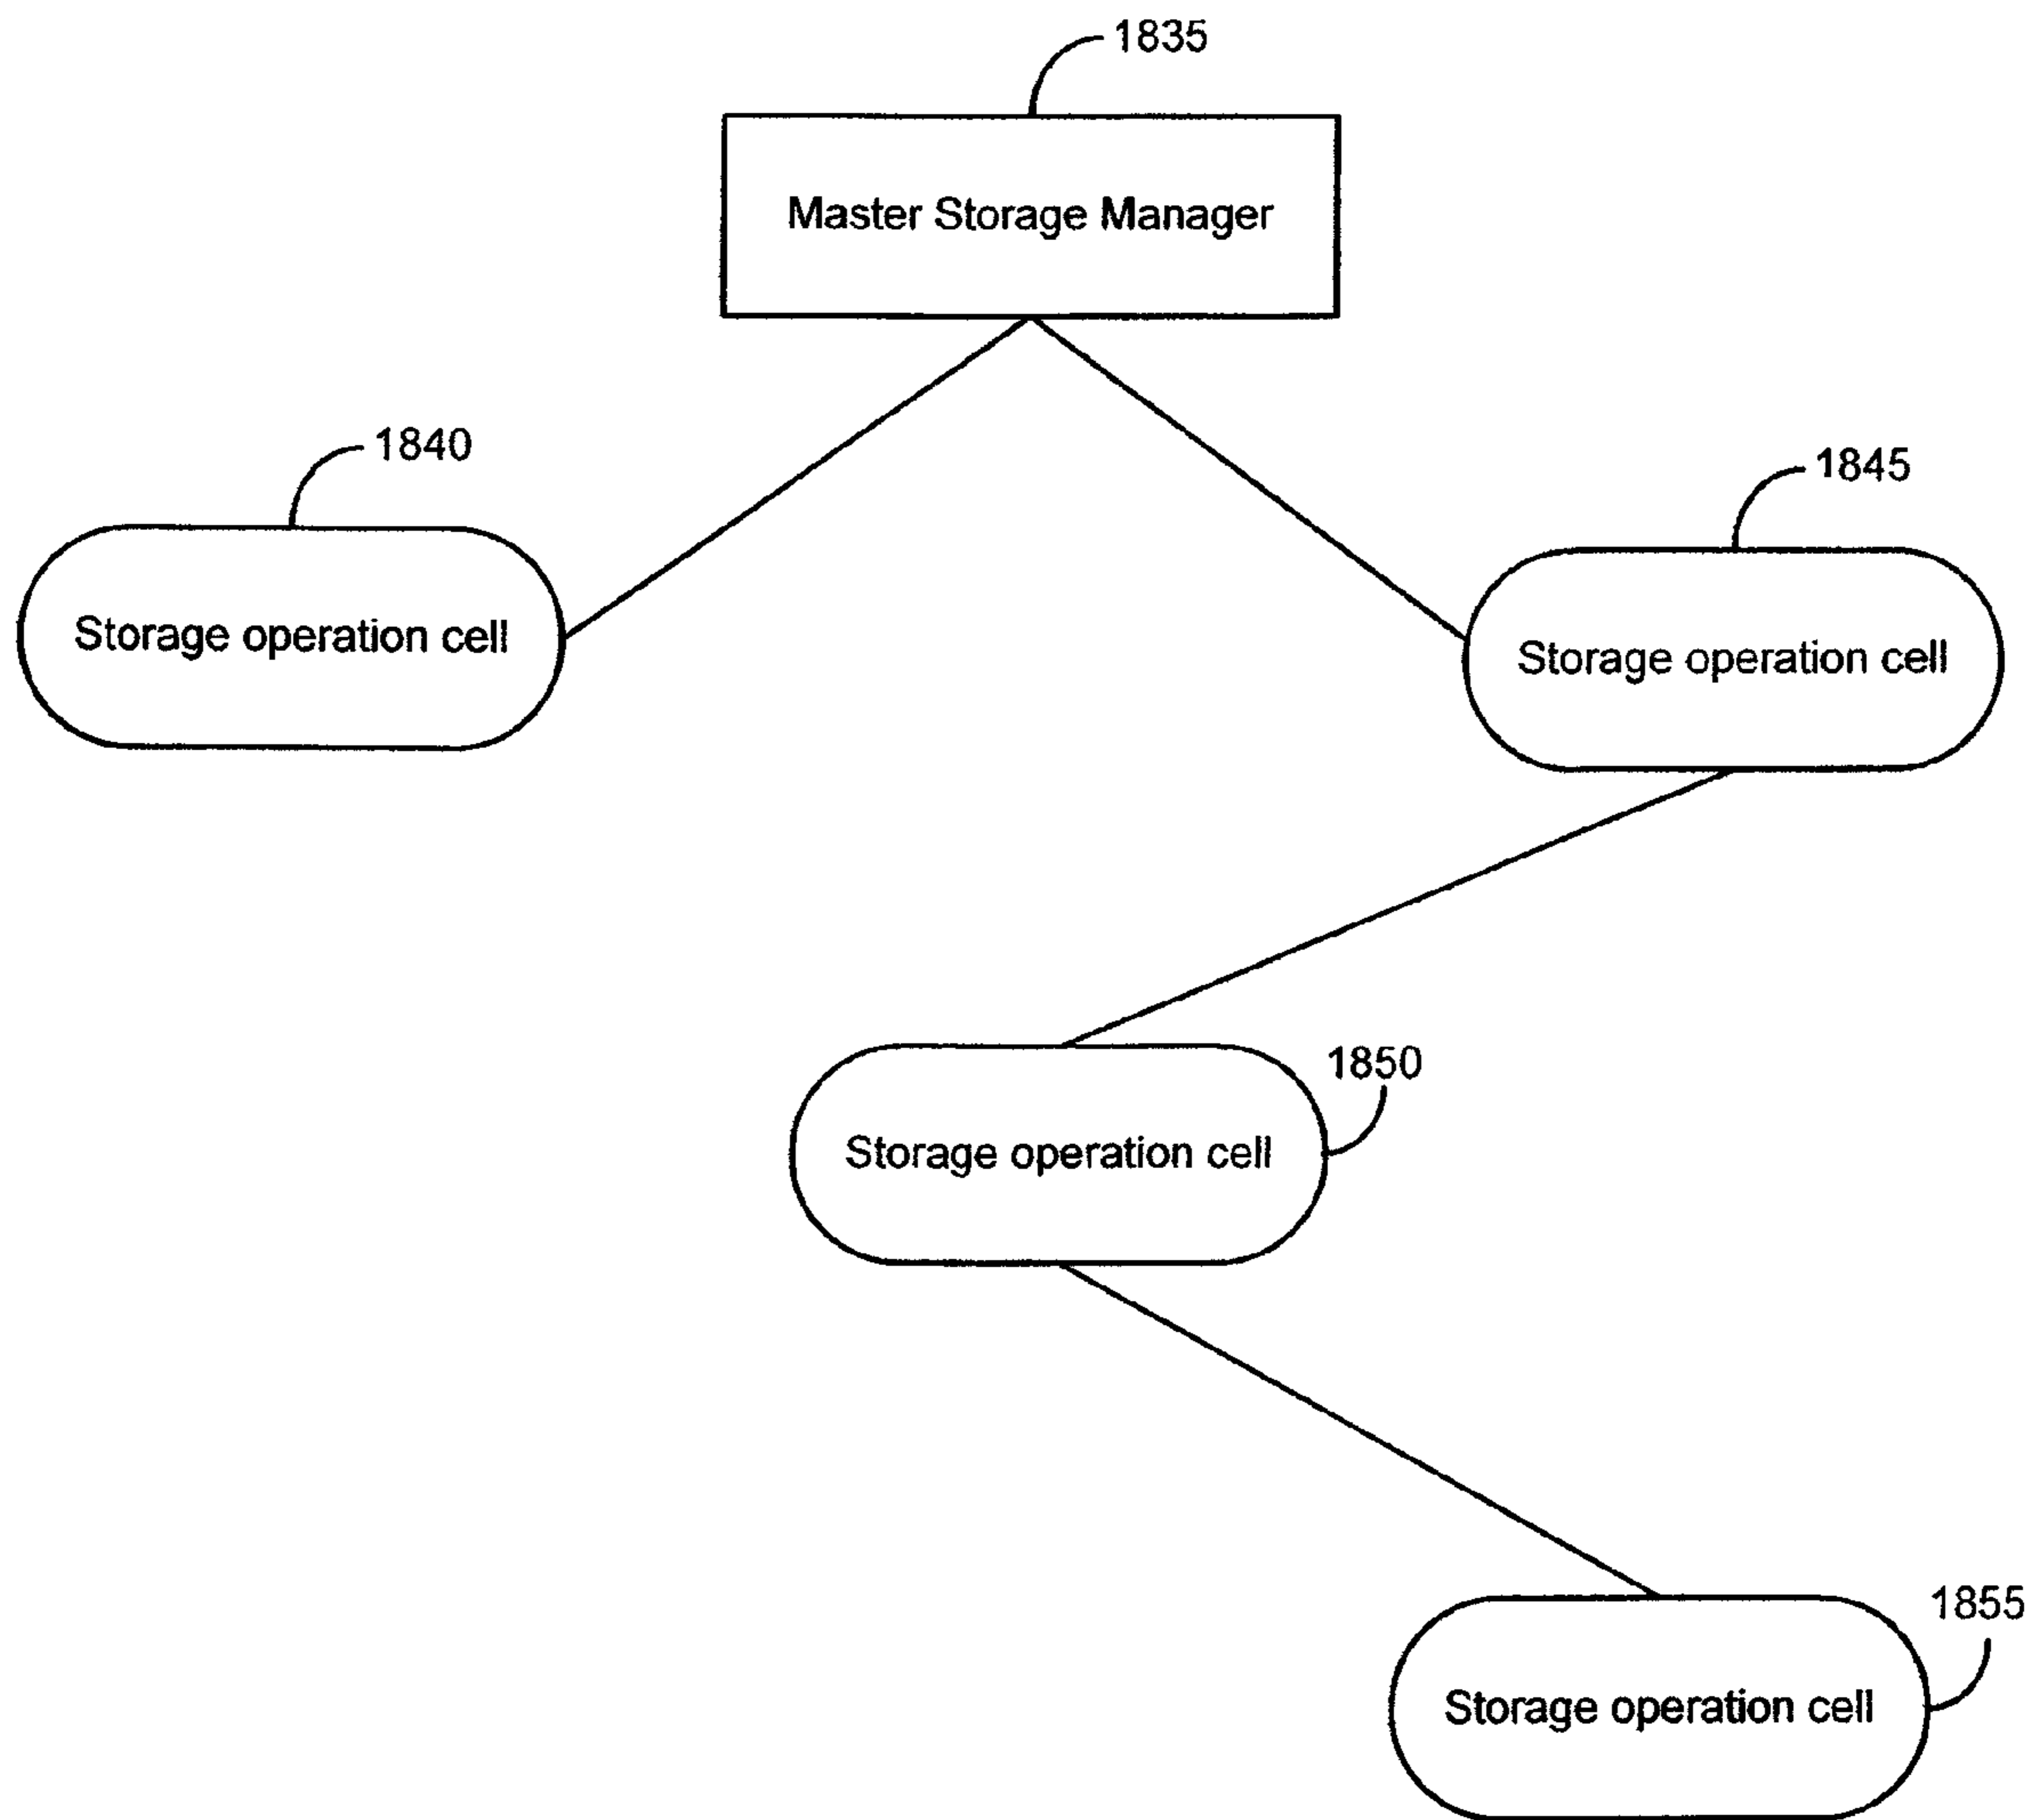 1835
Master Storage Manager
1840
1845
Storage operation cell
Storage operation cell
1850
Storage operation cell
1855
Storage operation cell